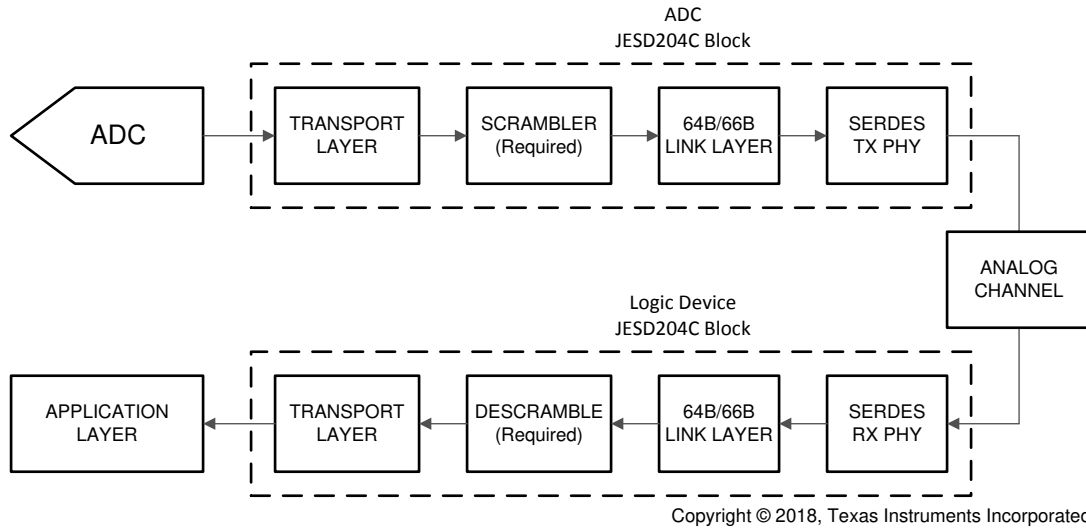 ADC
JESD204C Block
ADC
TRANSPORT
LAYER
SCRAMBLER
(Required)
64B/66B
LINK LAYER
SERDES
TX PHY
ANALOG
CHANNEL
Logic Device
JESD204C Block
APPLICATION
LAYER
TRANSPORT
LAYER
DESCRAMBLE
(Required)
64B/66B
LINK LAYER
SERDES
RX PHY
Copyright © 2018, Texas Instruments Incorporated